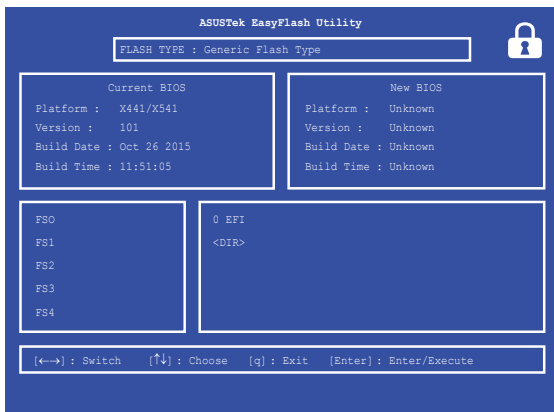 ASUSTek EasyFlash Utility
FLASH TYPE : Generic Flash Type
Current BIOS
Platform : X441/X541
Version : 101
Build Date : Oct 26 2015
Build Time : 11:51:05
New BIOS
Platform : Unknown
Version : Unknown
Build Date : Unknown
Build Time : Unknown
FSO
FS1
FS2
FS3
FS4
0 EFI
<DIR>
[←→] : Switch [↑↓] : Choose [q] : Exit [Enter] : Enter/Execute